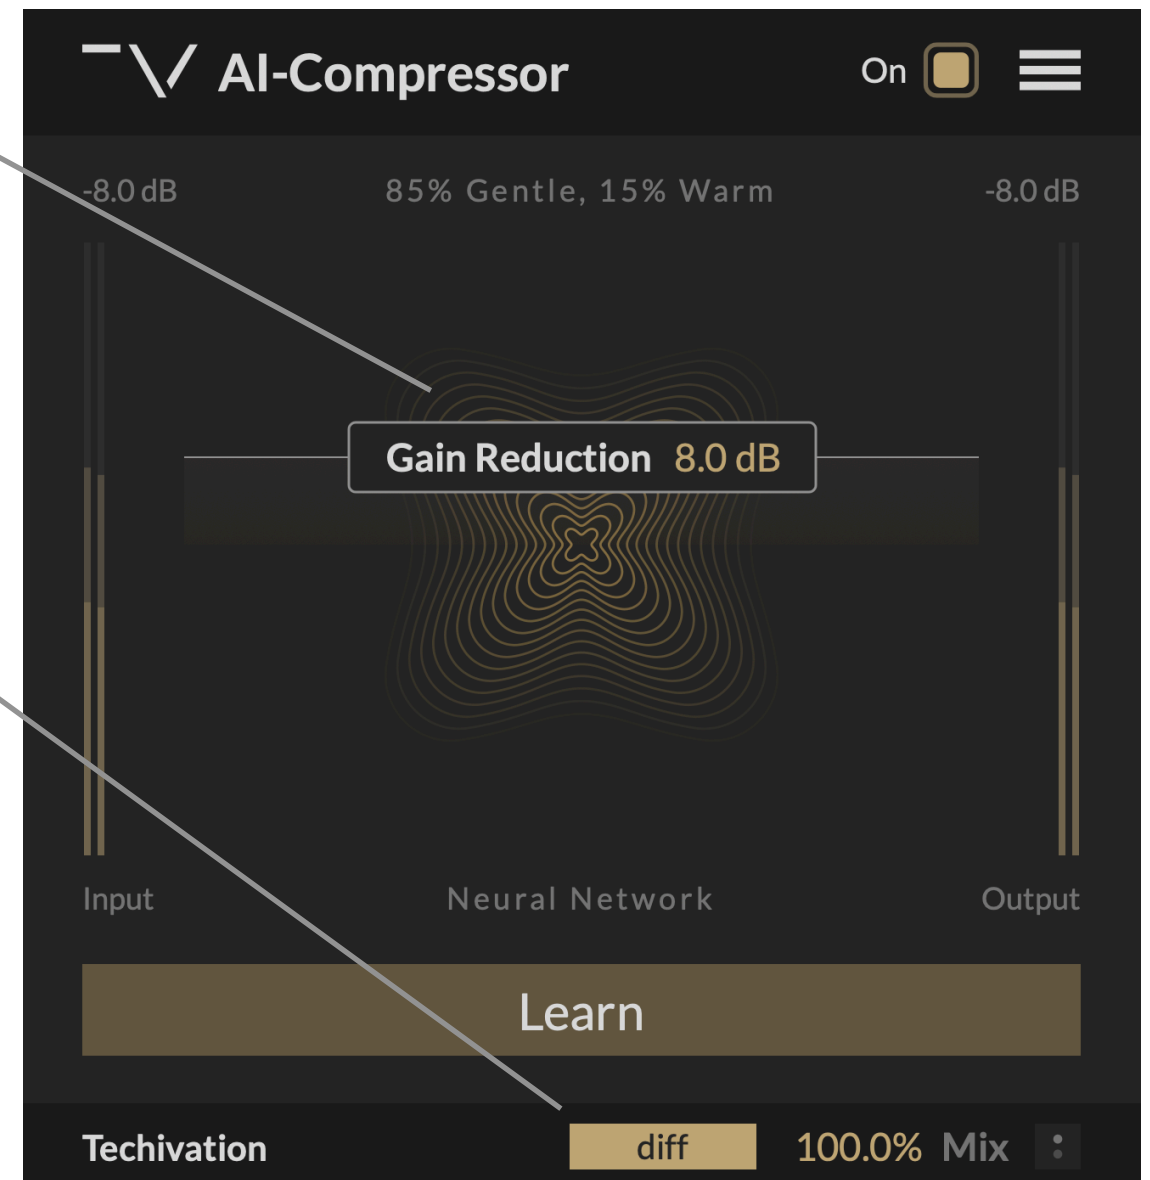 AI-Compressor
On
-8.0 dB
85% Gentle, 15% Warm
-8.0 dB
Gain Reduction 8.0 dB
Input
Neural Network
Output
Learn
Techivation
diff
100.0% Mix